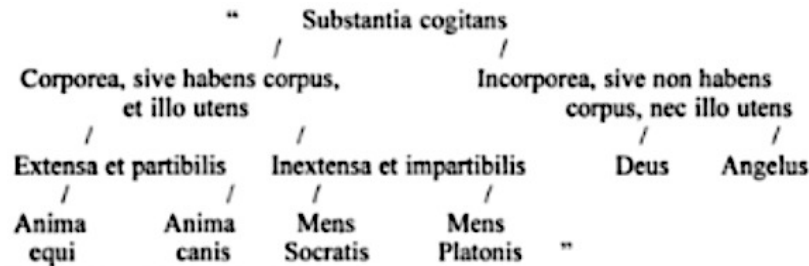 “ Substantia cogitans
/ /
Corporea, sive habens corpus, Incorporea, sive non habens
et illo utens corpus, nec illo utens
/ / / /
Extensa et partibilis Inextensa et impartibilis Deus Angelus
/ / / /
Anima Anima Mens Mens
equi canis Socratis Platonis ”